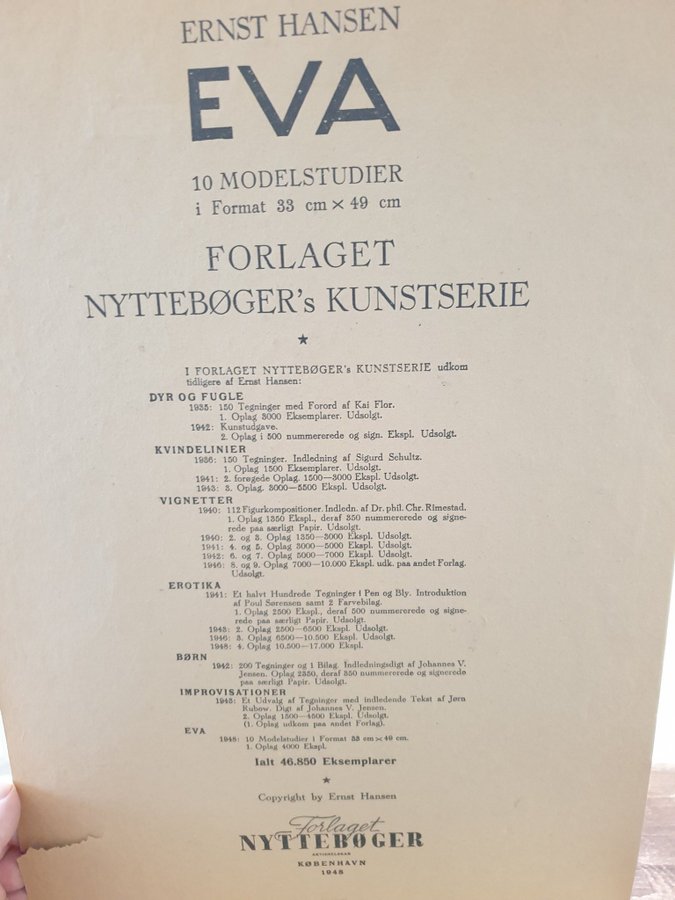 ERNST HANSEN
EVA
10 MODELSTUDIER
i Format 33 cm × 49 cm
FORLAGET
NYTTEBØGER's KUNSTSERIE
I FORLAGET NYTTEBØGER's KUNSTSERIE udkom
tidligere af Ernst Hansen:
DYR OG FUGLE
1935: 150 Tegninger med Forord af Kai Flor.
1. Oplag 3000 Eksemplarer. Udsolgt.
1942: Kunstudgave.
2. Oplag i 500 nummererede og sign. Ekspl. Udsolgt.
KVINDELINIER
1936: 150 Tegninger. Indledning af Sigurd Schultz.
1. Oplag 1500 Eksemplarer. Udsolgt.
1941: 2. forøgede Oplag. 1500—3000 Ekspl. Udsolgt.
1943: 3. Oplag. 3000—5500 Ekspl. Udsolgt.
VIGNETTER
1940: 112 Figurkompositioner. Indledn. af Dr. phil. Chr. Rimestad.
1. Oplag 1350 Ekspl., deraf 350 nummererede og signe-
rede paa særligt Papir. Udsolgt.
1940: 2. og 3. Oplag 1350—3000 Ekspl. Udsolgt.
1941: 4. og 5. Oplag 3000—5000 Ekspl. Udsolgt.
1942: 6. og 7. Oplag 5000—7000 Ekspl. Udsolgt.
1946: 8. og 9. Oplag 7000—10.000 Ekspl. udk. paa andet Forlag.
Udsolgt.
EROTIKA
1941: Et halvt Hundrede Tegninger i Pen og Bly. Introduktion
af Poul Sørensen samt 2 Farvebilag.
1. Oplag 2500 Ekspl., deraf 500 nummererede og signe-
rede paa særligt Papir. Udsolgt.
1943: 2. Oplag 2500—6500 Ekspl. Udsolgt.
1946: 3. Oplag 6500—10.500 Ekspl. Udsolgt.
1948: 4. Oplag 10.500—17.000 Ekspl.
BØRN
1942: 200 Tegninger og 1 Bilag. Indledningsdigt af Johannes V.
Jensen. Oplag 2350, deraf 350 nummererede og signerede
paa særligt Papir. Udsolgt.
IMPROVISATIONER
1943: Et Udvalg af Tegninger med indledende Tekst af Jørn
Rubow. Digt af Johannes V. Jensen.
2. Oplag 1500—4500 Ekspl. Udsolgt.
(1. Oplag udkom paa andet Forlag).
EVA
1948: 10 Modelstudier i Format 33 cm × 49 cm.
1. Oplag 4000 Ekspl.
Ialt 46.850 Eksemplarer
Copyright by Ernst Hansen
Forlaget
NYTTEBØGER
AKTIESELSKAB
KØBENHAVN
1948